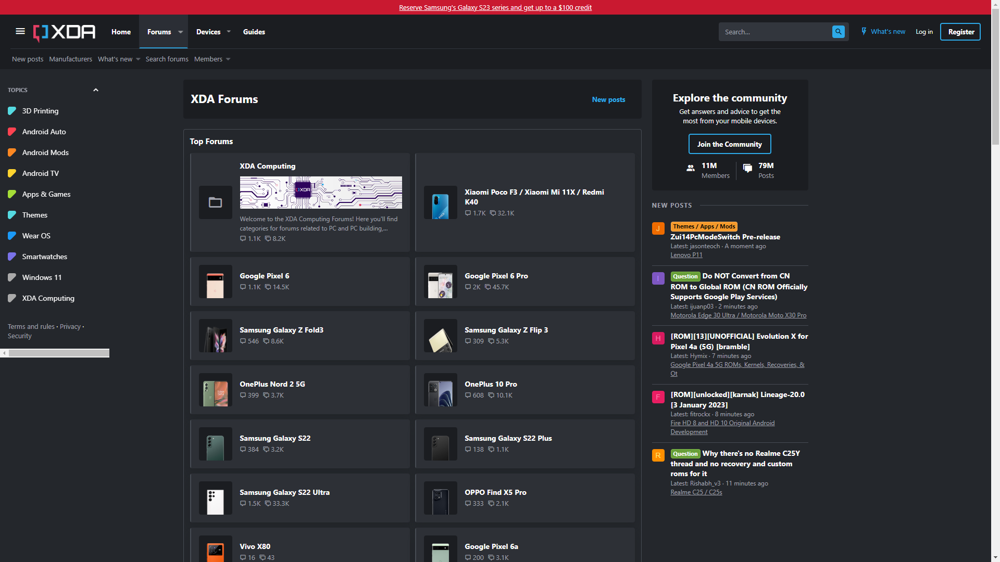 Reserve Samsung's Galaxy S23 series and get up to a $100 credit
XDA
Home
Forums
Devices
Guides
Search...
What's new
Log in
Register
New posts
Manufacturers
What's new
Search forums
Members
TOPICS
3D Printing
Android Auto
Android Mods
Android TV
Apps & Games
Themes
Wear OS
Smartwatches
Windows 11
XDA Computing
Terms and rules · Privacy ·
Security
XDA Forums
New posts
Top Forums
XDA Computing
XDA
Welcome to the XDA Computing Forums! Here you'll find
categories for forums related to PC and PC building,...
1.1K 8.2K
Xiaomi Poco F3 / Xiaomi Mi 11X / Redmi
K40
1.7K 32.1K
POCO
Google Pixel 6
1.1K 14.5K
Google Pixel 6 Pro
2K 45.7K
Samsung Galaxy Z Fold3
546 8.6K
Samsung Galaxy Z Flip 3
309 5.3K
OnePlus Nord 2 5G
399 3.7K
OnePlus 10 Pro
608 10.1K
Samsung Galaxy S22
384 3.2K
Samsung Galaxy S22 Plus
138 1.1K
Samsung Galaxy S22 Ultra
1.5K 33.3K
OPPO Find X5 Pro
333 2.1K
Vivo X80
16 43
Google Pixel 6a
200 3.1K
Explore the community
Get answers and advice to get the
most from your mobile devices.
Join the Community
11M
Members
79M
Posts
NEW POSTS
J
Themes / Apps / Mods
Zui14PcModeSwitch Pre-release
Latest: jasonteoch · A moment ago
Lenovo P11
I
Question Do NOT Convert from CN
ROM to Global ROM (CN ROM Officially
Supports Google Play Services)
Latest: ijuanp03 · 2 minutes ago
Motorola Edge 30 Ultra / Motorola Moto X30 Pro
H
[ROM][13][UNOFFICIAL] Evolution X for
Pixel 4a (5G) [bramble]
Latest: Hymix · 7 minutes ago
Google Pixel 4a 5G ROMs, Kernels, Recoveries, &
Ot
F
[ROM][unlocked][karnak] Lineage-20.0
[3 January 2023]
Latest: fitrockx · 8 minutes ago
Fire HD 8 and HD 10 Original Android
Development
R
Question Why there's no Realme C25Y
thread and no recovery and custom
roms for it
Latest: Rishabh_v3 · 11 minutes ago
Realme C25 / C25s